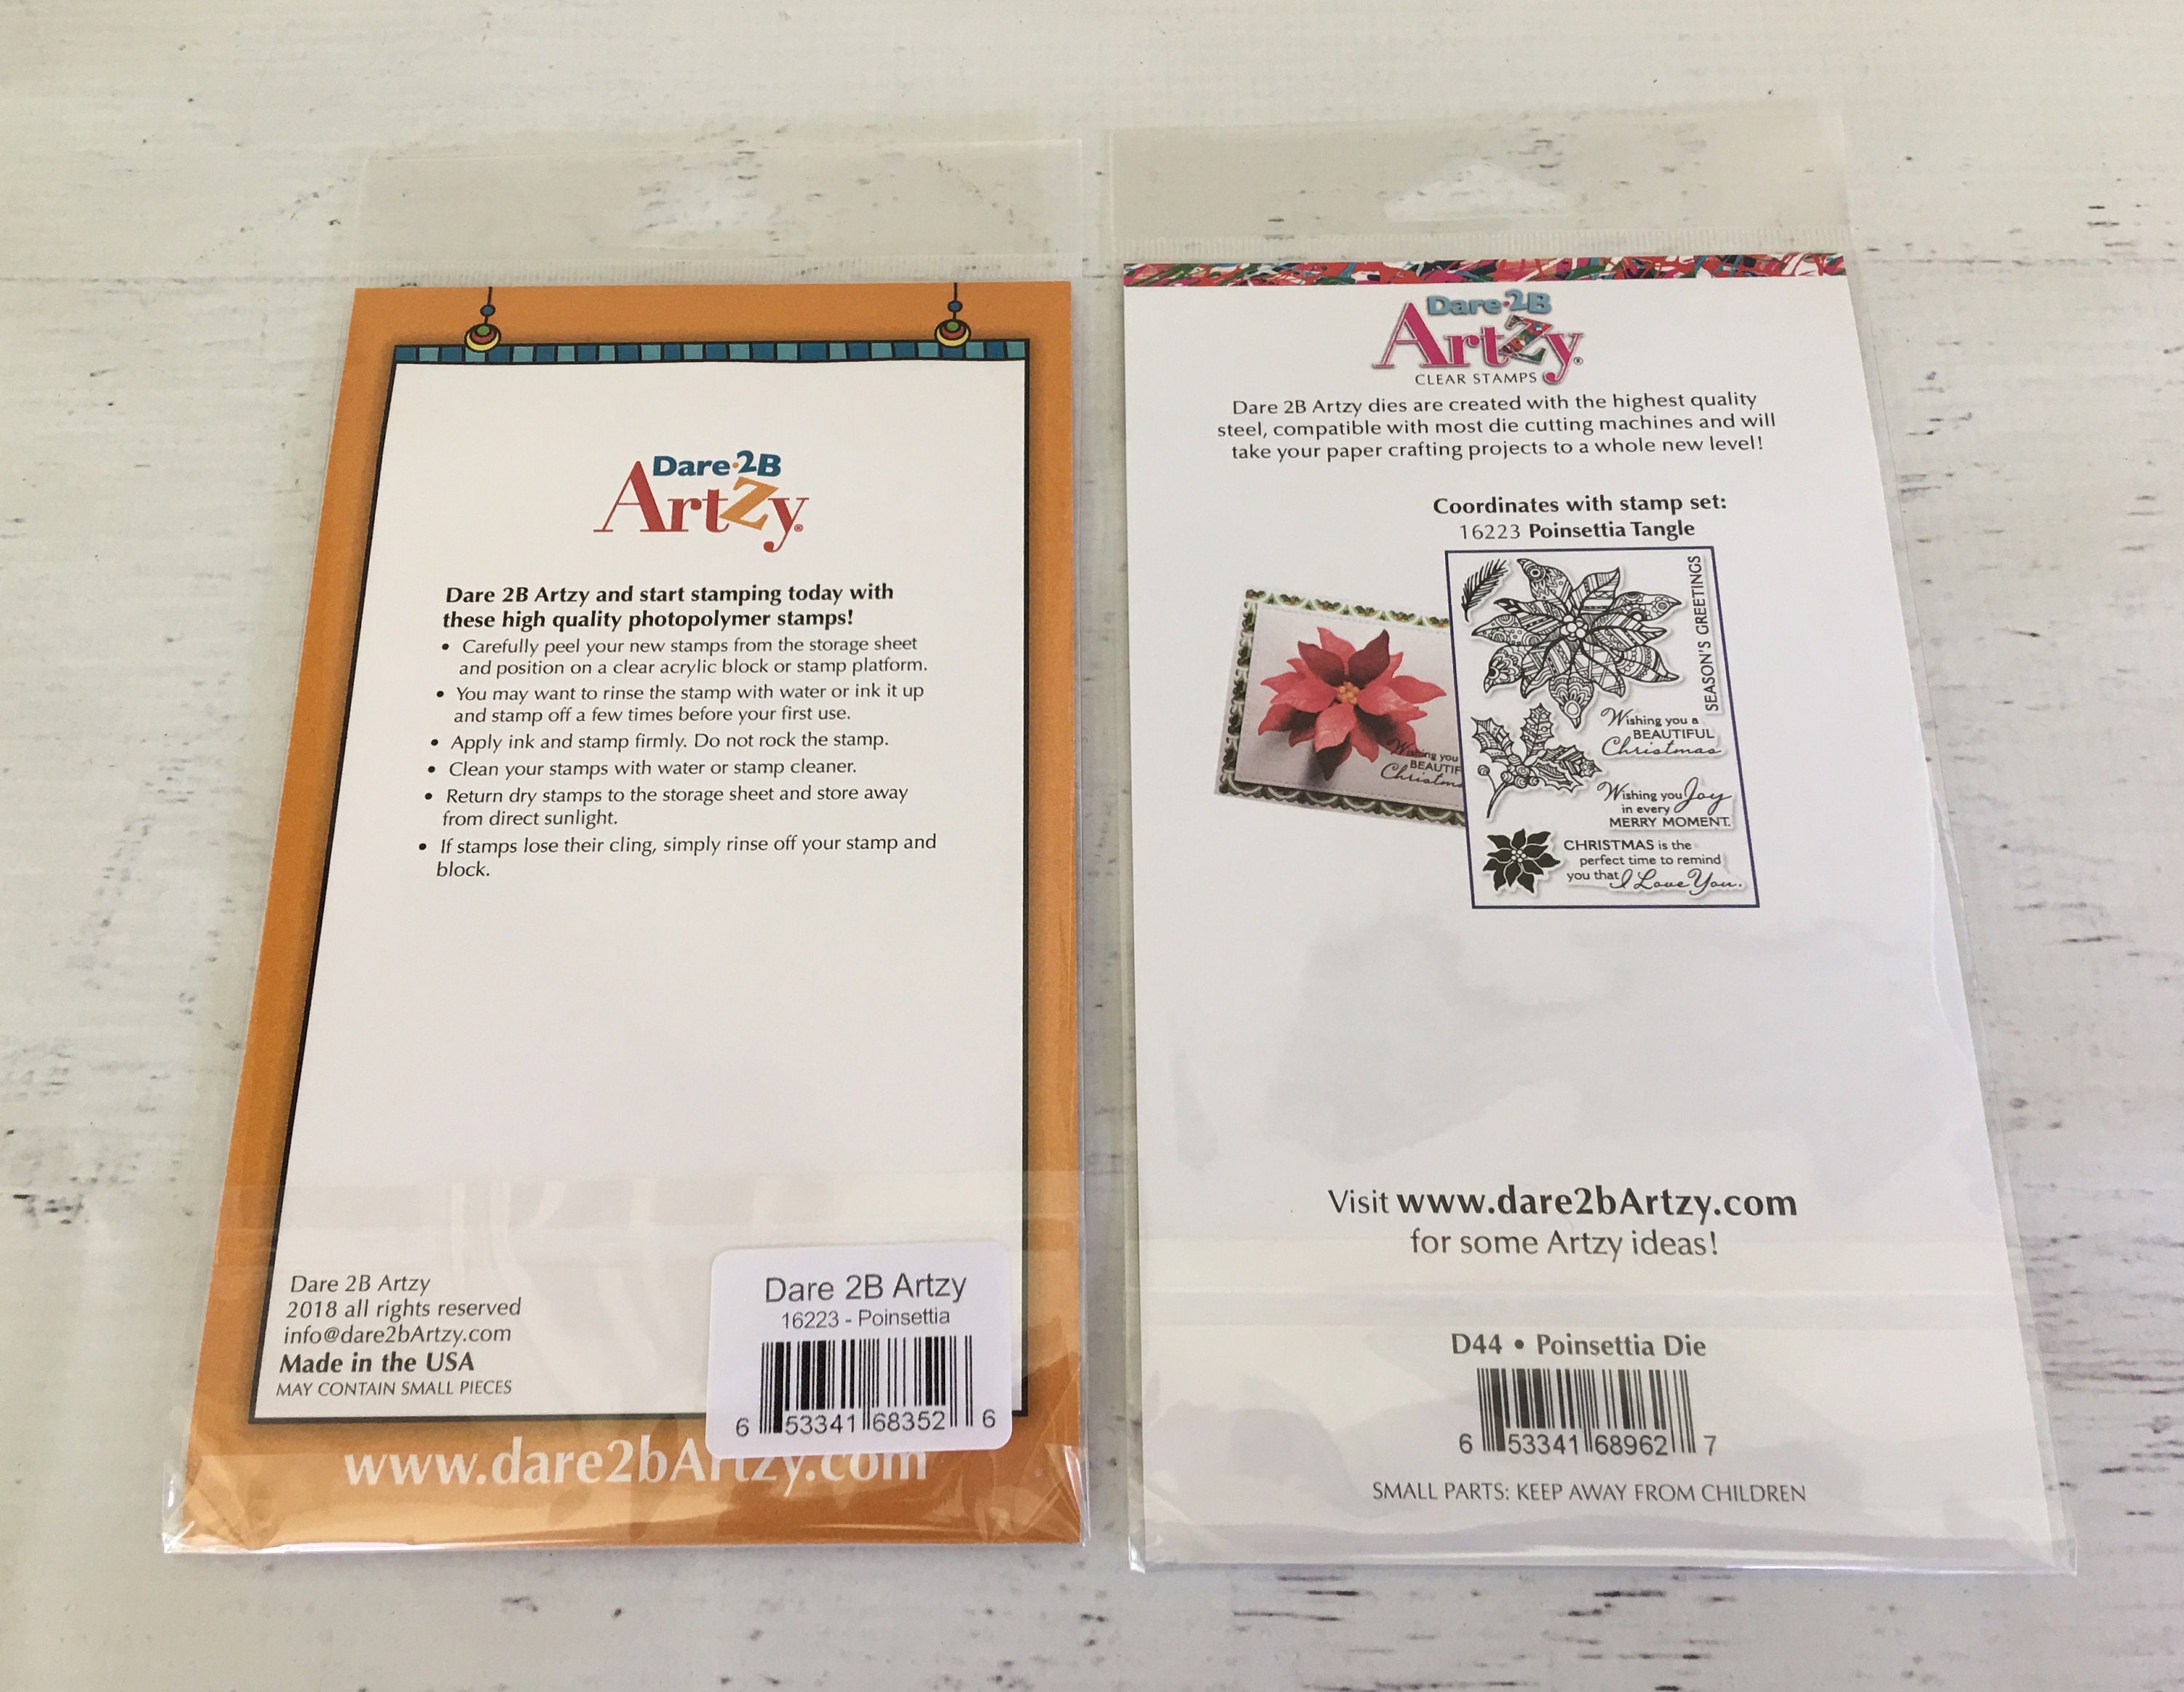 Dare·2B
Artzy®
Dare 2B Artzy and start stamping today with
these high quality photopolymer stamps!
• Carefully peel your new stamps from the storage sheet
and position on a clear acrylic block or stamp platform.
• You may want to rinse the stamp with water or ink it up
and stamp off a few times before your first use.
• Apply ink and stamp firmly. Do not rock the stamp.
• Clean your stamps with water or stamp cleaner.
• Return dry stamps to the storage sheet and store away
from direct sunlight.
• If stamps lose their cling, simply rinse off your stamp and
block.
Dare 2B Artzy
2018 all rights reserved
info@dare2bArtzy.com
Made in the USA
MAY CONTAIN SMALL PIECES
Dare 2B Artzy
16223 - Poinsettia
6 53341 68352 6
www.dare2bArtzy.com
Dare·2B
Artzy®
CLEAR STAMPS
Dare 2B Artzy dies are created with the highest quality
steel, compatible with most die cutting machines and will
take your paper crafting projects to a whole new level!
Coordinates with stamp set:
16223 Poinsettia Tangle
SEASON'S GREETINGS
Wishing you a
BEAUTIFUL
Christmas
Wishing you Joy
in every
MERRY MOMENT.
CHRISTMAS is the
perfect time to remind
you that I Love You.
Wishing you
BEAUTIF
Christm
Visit www.dare2bArtzy.com
for some Artzy ideas!
D44 • Poinsettia Die
6 53341 68962 7
SMALL PARTS: KEEP AWAY FROM CHILDREN